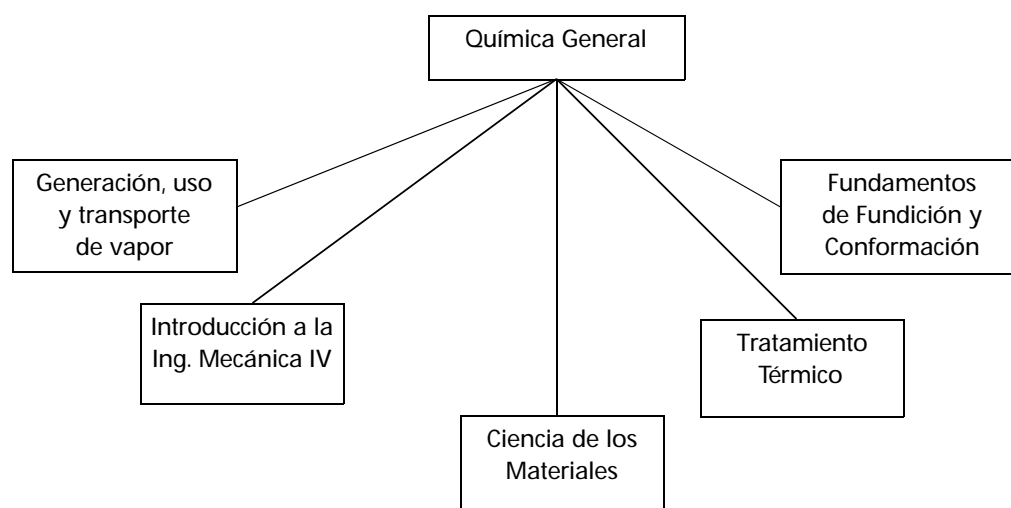 Química General
Generación, uso
y transporte
de vapor
Fundamentos
de Fundición y
Conformación
Introducción a la
Ing. Mecánica IV
Tratamiento
Térmico
Ciencia de los
Materiales